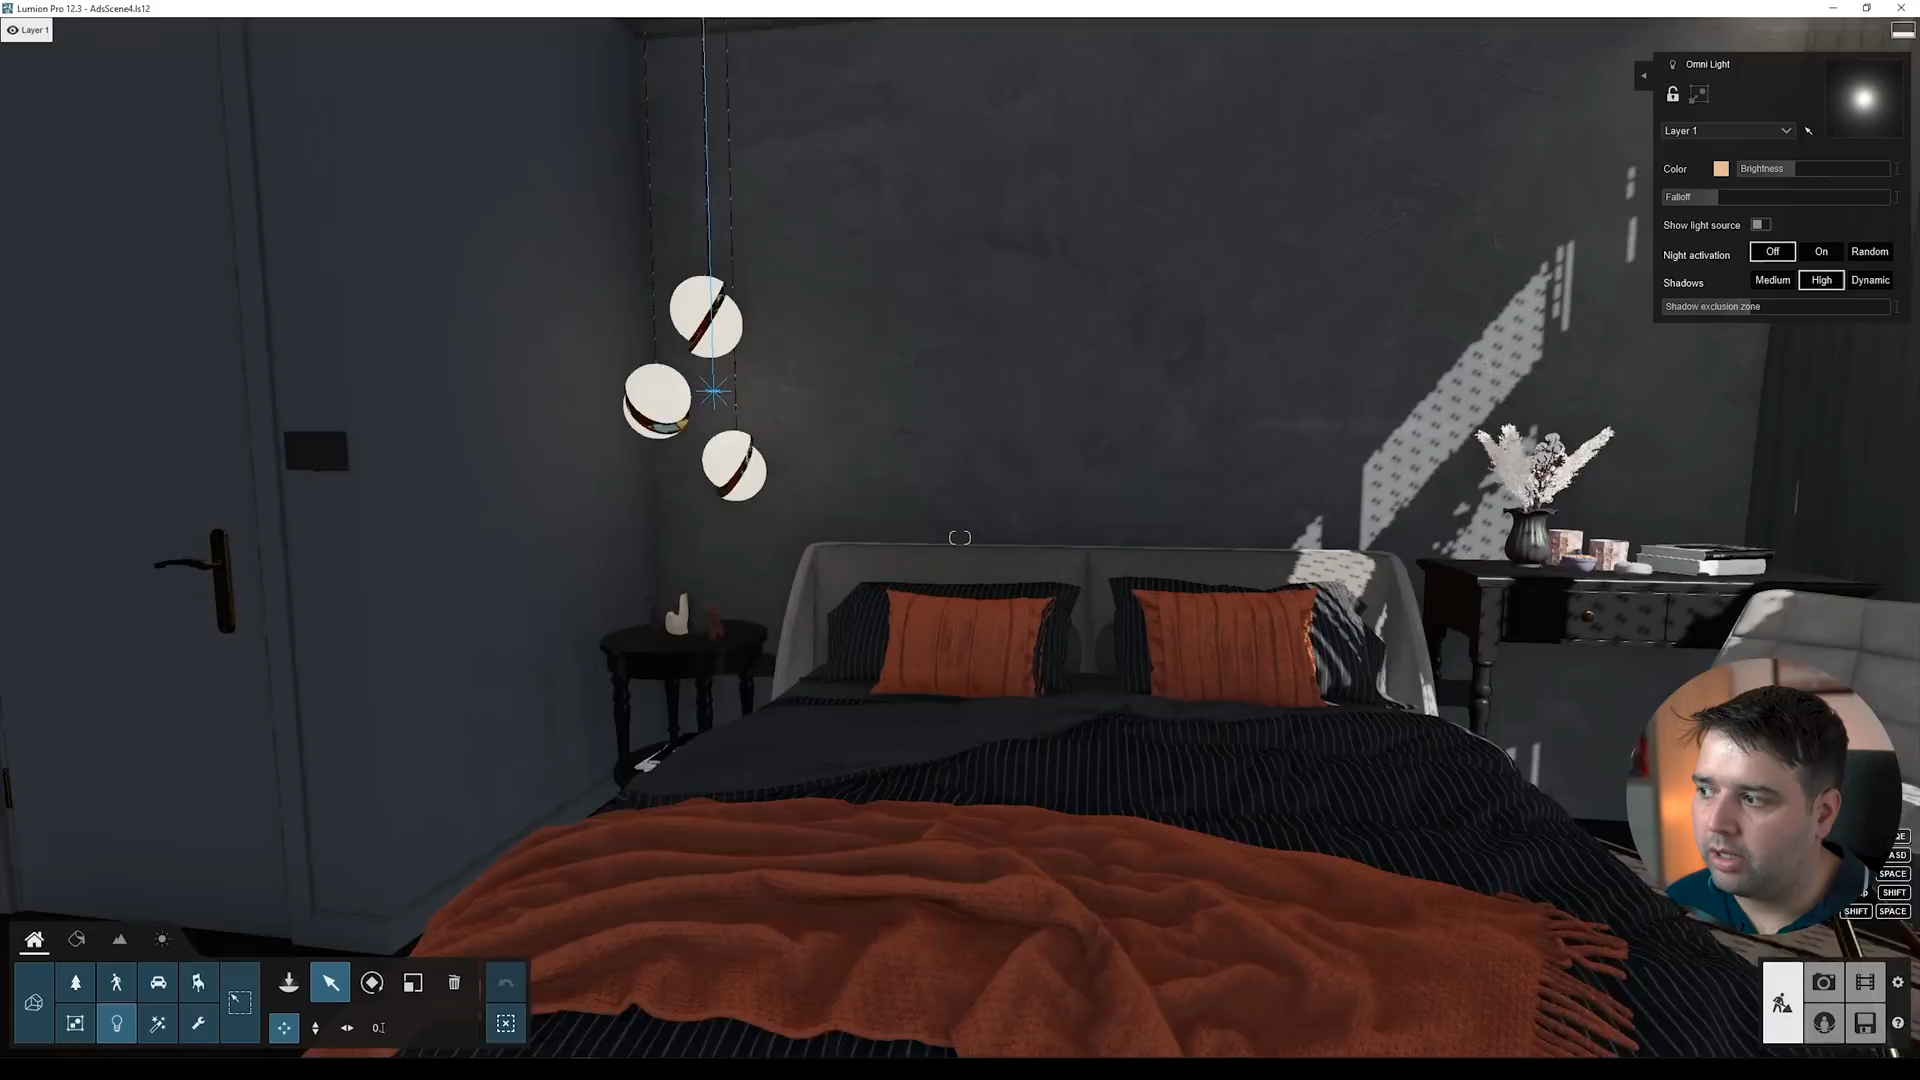 Lumion Pro 12.3 - AdsScene4.ls12
Layer 1
Omni Light
Layer 1
Color
Brightness
Falloff
Show light source
Night activation
Off
On
Random
Shadows
Medium
High
Dynamic
Shadow exclusion zone
ASD
SPACE
SHIFT
SHIFT
SPACE
?